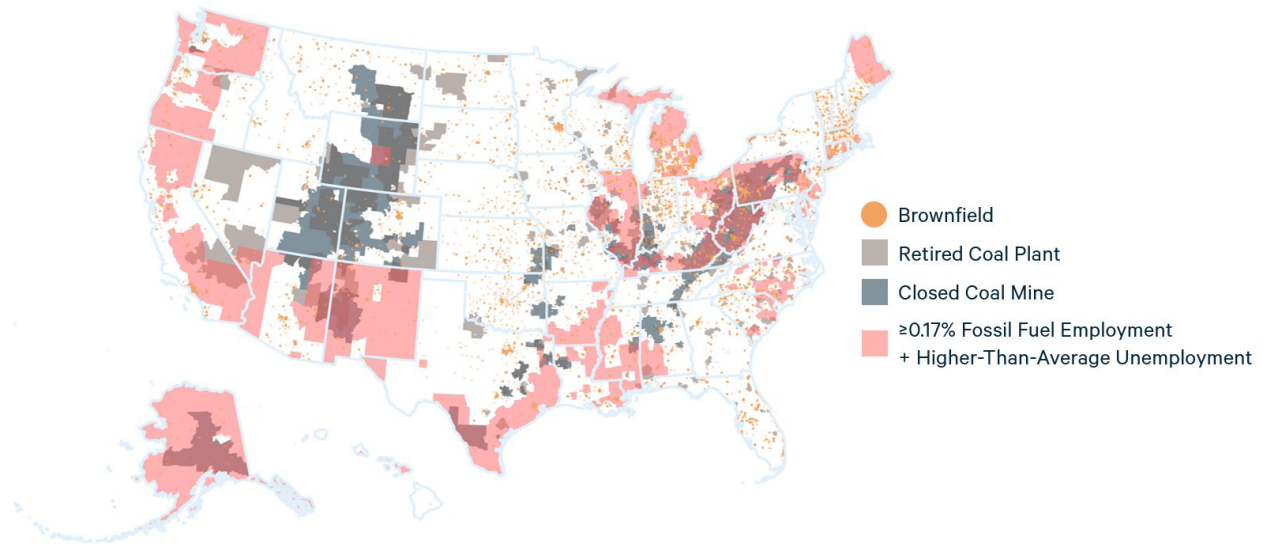 Brownfield
Retired Coal Plant
Closed Coal Mine
≥0.17% Fossil Fuel Employment
+ Higher-Than-Average Unemployment